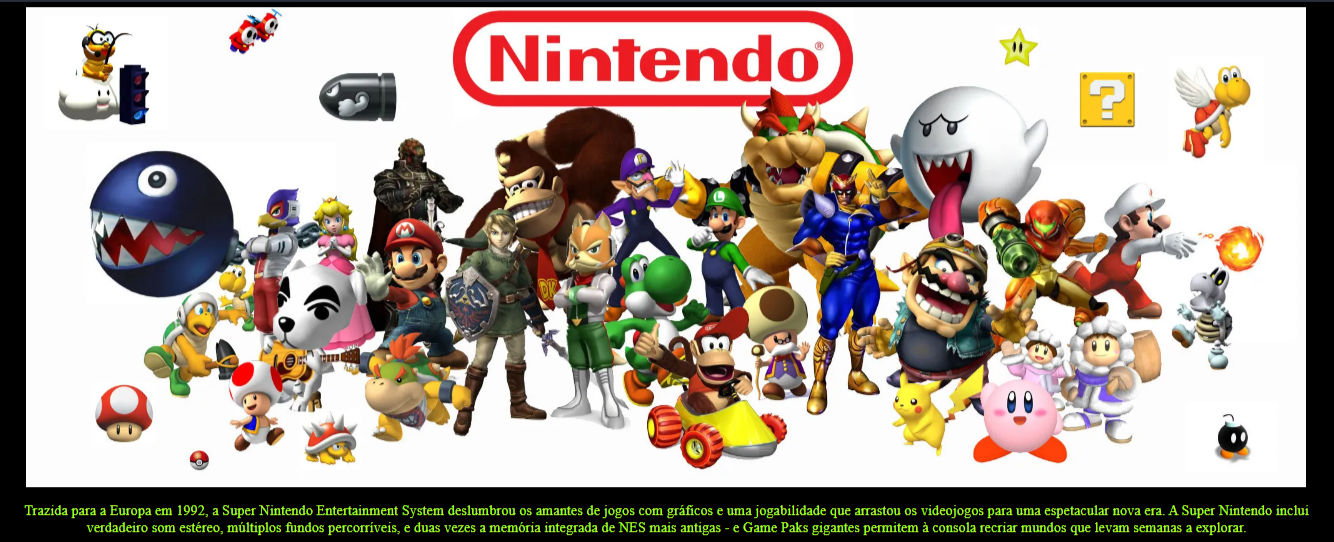 Nintendo®
L
?
DK
Trazida para a Europa em 1992, a Super Nintendo Entertainment System deslumbrou os amantes de jogos com gráficos e uma jogabilidade que arrastou os videojogos para uma espetacular nova era. A Super Nintendo inclui
verdadeiro som estéreo, múltiplos fundos percorríveis, e duas vezes a memória integrada de NES mais antigas - e Game Paks gigantes permitem à consola recriar mundos que levam semanas a explorar.